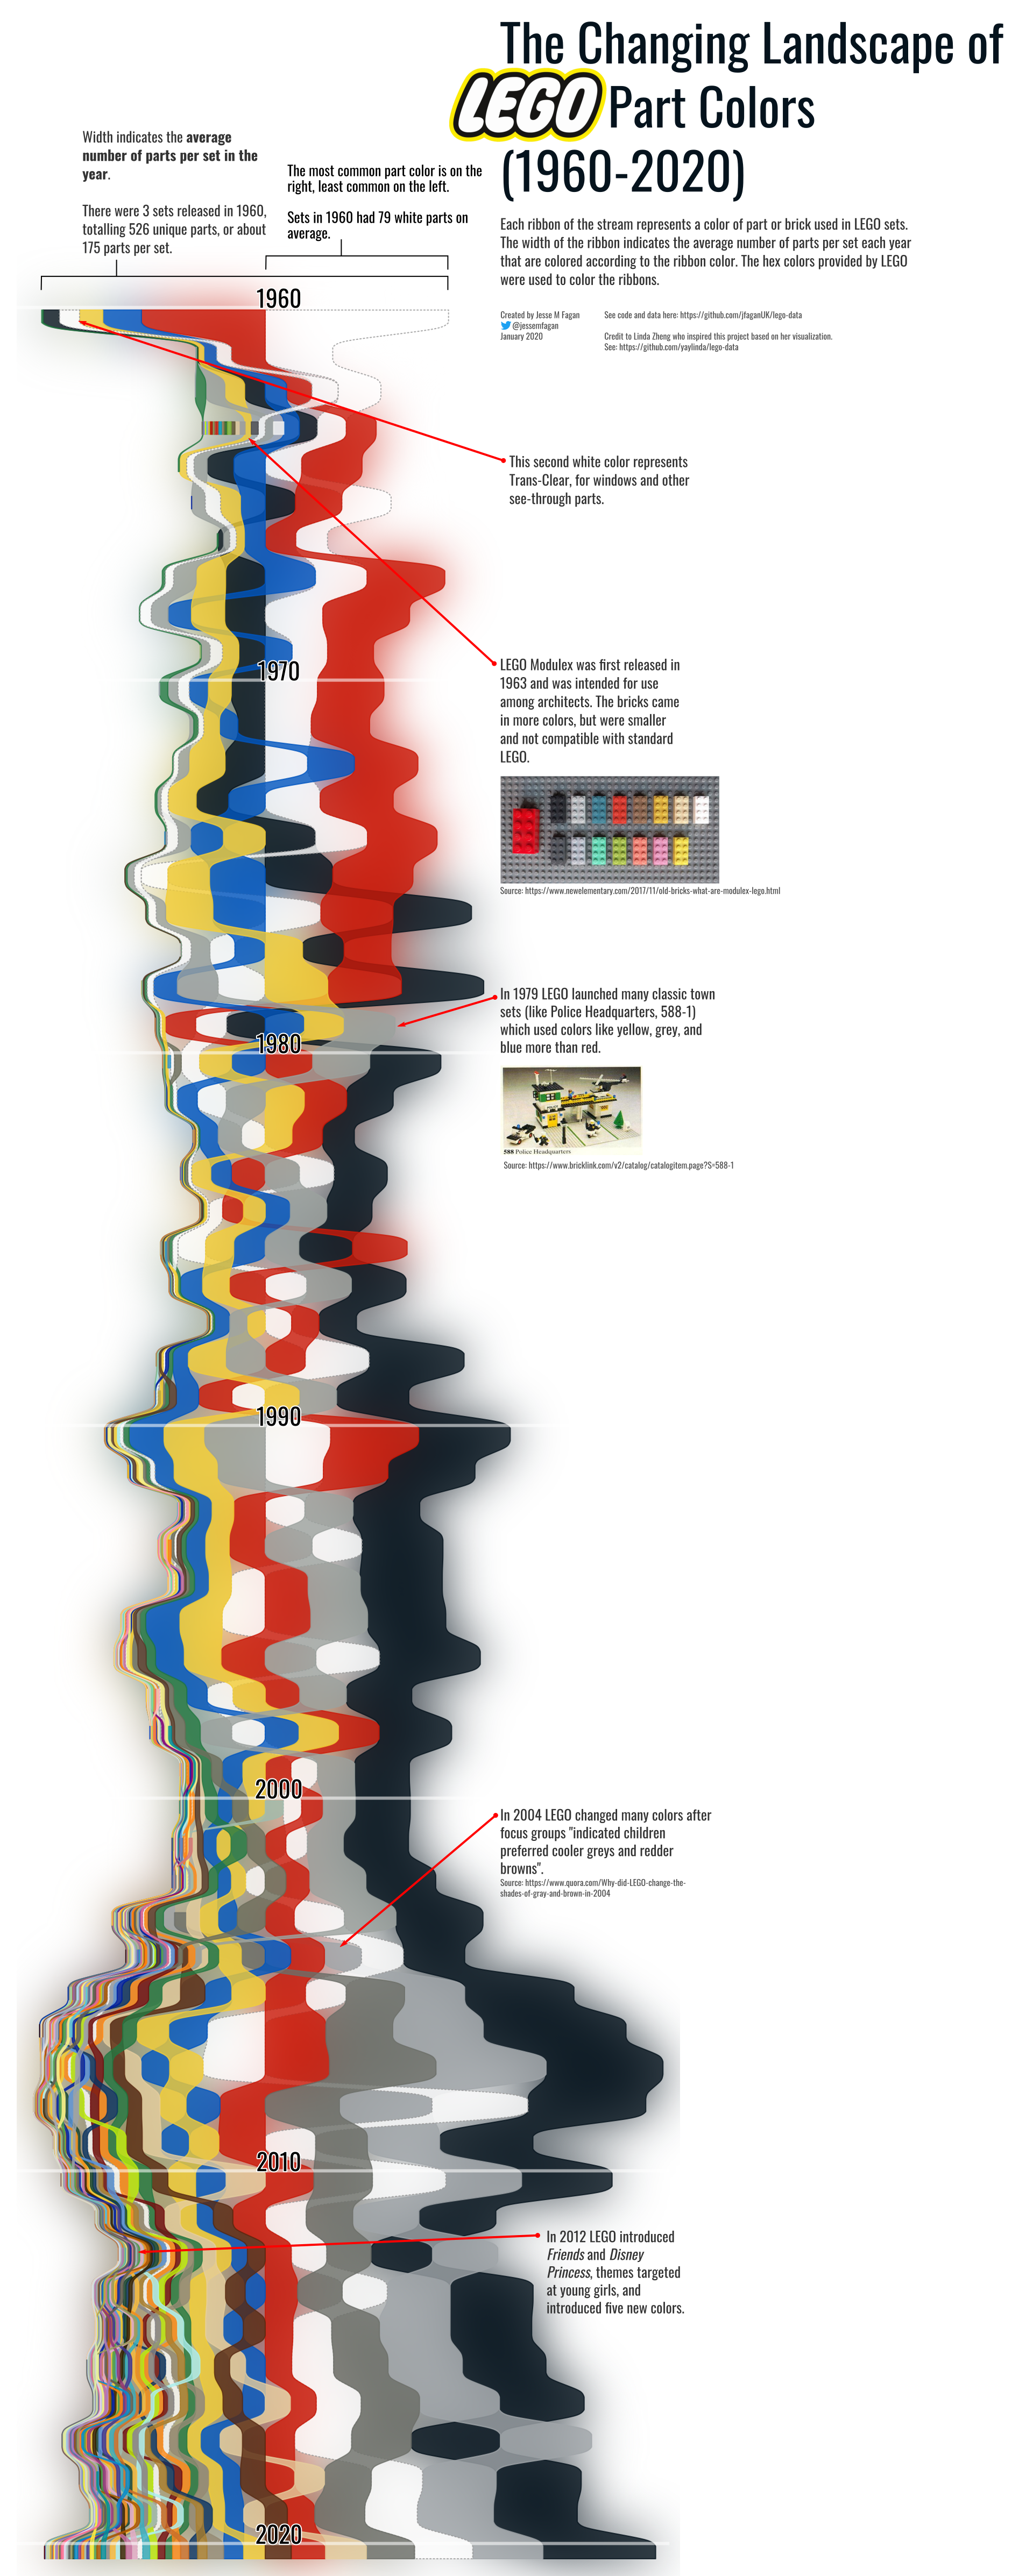 The Changing Landscape of
LEGO Part Colors
(1960-2020)
Each ribbon of the stream represents a color of part or brick used in LEGO sets.
The width of the ribbon indicates the average number of parts per set each year
that are colored according to the ribbon color. The hex colors provided by LEGO
were used to color the ribbons.
Created by Jesse M Fagan
@jessemfagan
January 2020
See code and data here: https://github.com/jfaganUK/lego-data
Credit to Linda Zheng who inspired this project based on her visualization.
See: https://github.com/yaylinda/lego-data
Width indicates the average
number of parts per set in the
year.
There were 3 sets released in 1960,
totalling 526 unique parts, or about
175 parts per set.
The most common part color is on the
right, least common on the left.
Sets in 1960 had 79 white parts on
average.
1960
This second white color represents
Trans-Clear, for windows and other
see-through parts.
LEGO Modulex was first released in
1963 and was intended for use
among architects. The bricks came
in more colors, but were smaller
and not compatible with standard
LEGO.
1970
Source: https://www.newelementary.com/2017/11/old-bricks-what-are-modulex-lego.html
In 1979 LEGO launched many classic town
sets (like Police Headquarters, 588-1)
which used colors like yellow, grey, and
blue more than red.
1980
588 Police Headquarters
Source: https://www.bricklink.com/v2/catalog/catalogitem.page?S=588-1
1990
2000
In 2004 LEGO changed many colors after
focus groups "indicated children
preferred cooler greys and redder
browns".
Source: https://www.quora.com/Why-did-LEGO-change-the-
shades-of-gray-and-brown-in-2004
2010
In 2012 LEGO introduced
Friends and Disney
Princess, themes targeted
at young girls, and
introduced five new colors.
2020